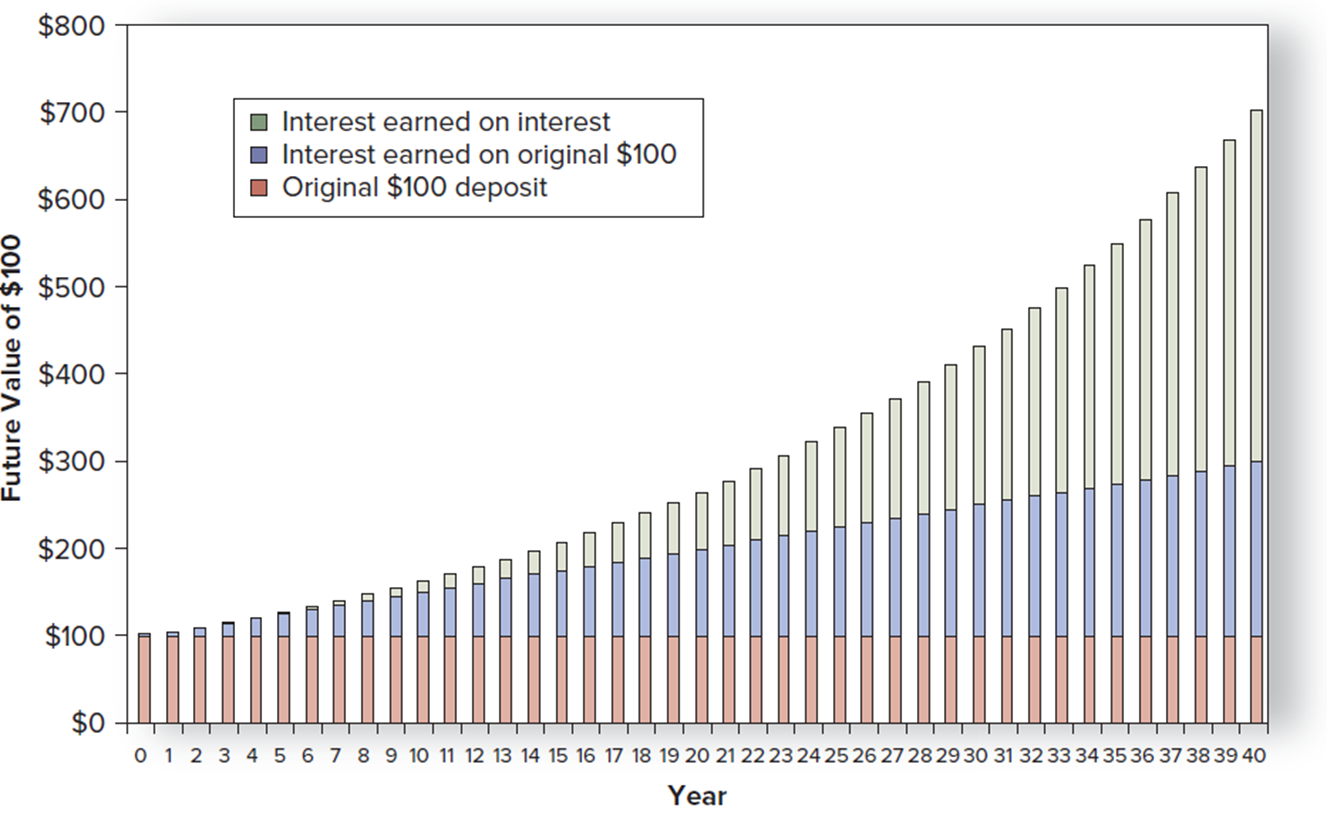 $800
$700
$600
$500
$400
$300
$200
$100
$0
Future Value of $100
Interest earned on interest
Interest earned on original $100
Original $100 deposit
0 1 2 3 4 5 6 7 8 9 10 11 12 13 14 15 16 17 18 19 20 21 22 23 24 25 26 27 28 29 30 31 32 33 34 35 36 37 38 39 40
Year